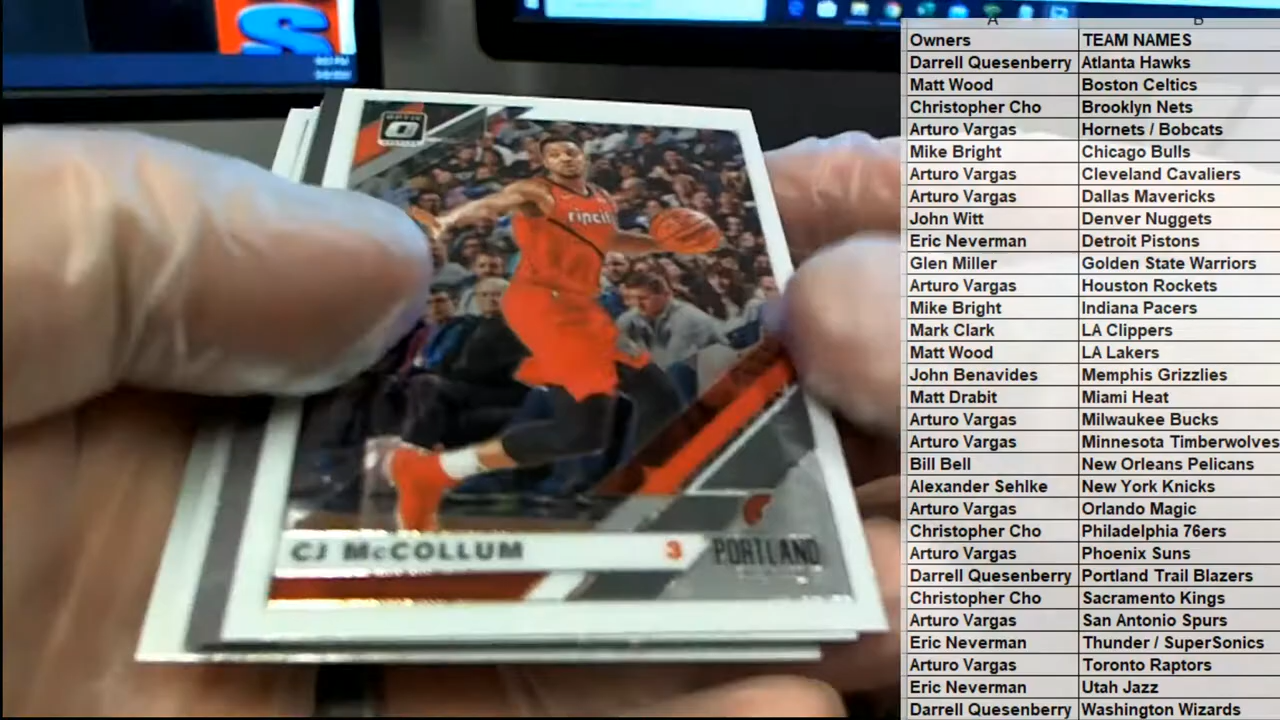 S
OPTIC
ripcity
CJ McCOLLUM 3 PORTLAND
A B
Owners TEAM NAMES
Darrell Quesenberry Atlanta Hawks
Matt Wood Boston Celtics
Christopher Cho Brooklyn Nets
Arturo Vargas Hornets / Bobcats
Mike Bright Chicago Bulls
Arturo Vargas Cleveland Cavaliers
Arturo Vargas Dallas Mavericks
John Witt Denver Nuggets
Eric Neverman Detroit Pistons
Glen Miller Golden State Warriors
Arturo Vargas Houston Rockets
Mike Bright Indiana Pacers
Mark Clark LA Clippers
Matt Wood LA Lakers
John Benavides Memphis Grizzlies
Matt Drabit Miami Heat
Arturo Vargas Milwaukee Bucks
Arturo Vargas Minnesota Timberwolves
Bill Bell New Orleans Pelicans
Alexander Sehlke New York Knicks
Arturo Vargas Orlando Magic
Christopher Cho Philadelphia 76ers
Arturo Vargas Phoenix Suns
Darrell Quesenberry Portland Trail Blazers
Christopher Cho Sacramento Kings
Arturo Vargas San Antonio Spurs
Eric Neverman Thunder / SuperSonics
Arturo Vargas Toronto Raptors
Eric Neverman Utah Jazz
Darrell Quesenberry Washington Wizards